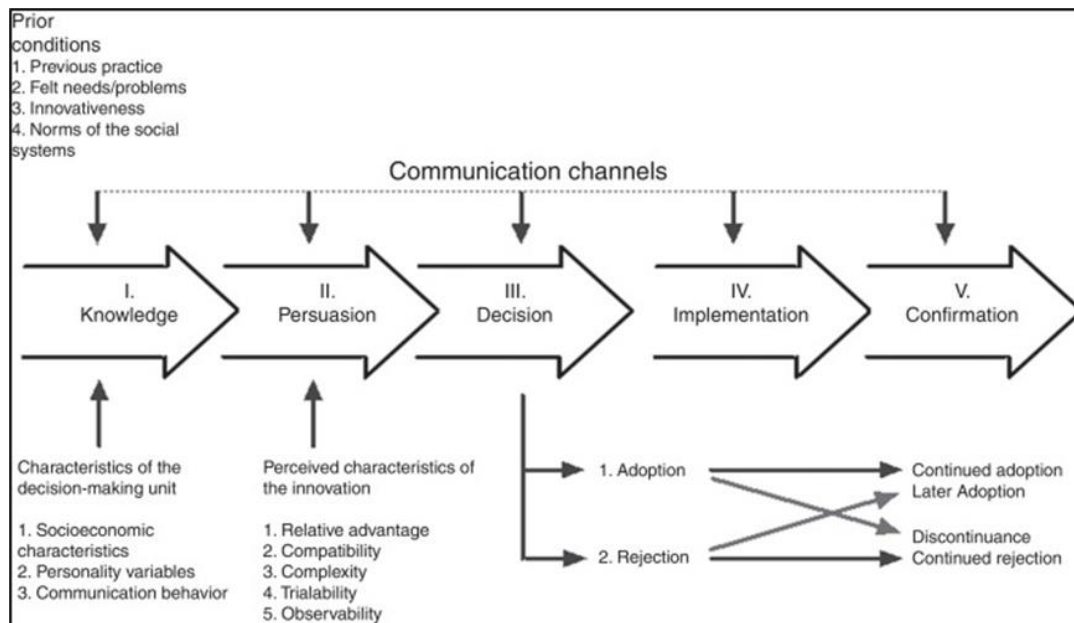 Prior
conditions
1. Previous practice
2. Felt needs/problems
3. Innovativeness
4. Norms of the social
systems
Communication channels
I.
Knowledge
II.
Persuasion
III.
Decision
IV.
Implementation
V.
Confirmation
Characteristics of the
decision-making unit
1. Socioeconomic
characteristics
2. Personality variables
3. Communication behavior
Perceived characteristics of
the innovation
1. Relative advantage
2. Compatibility
3. Complexity
4. Trialability
5. Observability
1. Adoption
2. Rejection
Continued adoption
Later Adoption
Discontinuance
Continued rejection